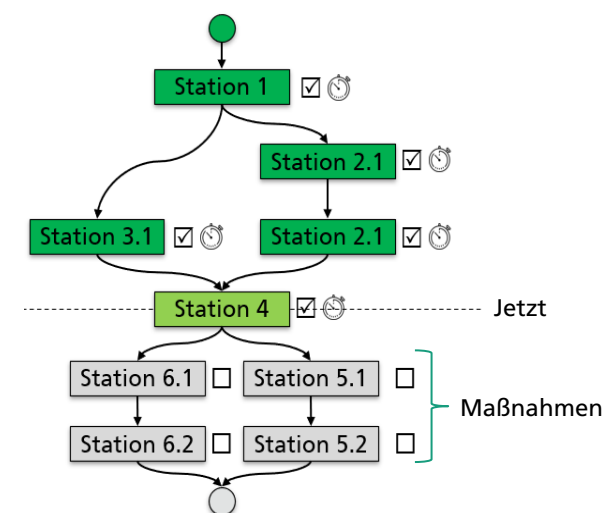 Station 1
Station 2.1
Station 3.1
Station 2.1
Station 4
Jetzt
Station 6.1
Station 5.1
Maßnahmen
Station 6.2
Station 5.2